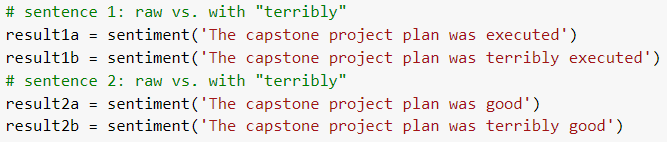 # sentence 1: raw vs. with "terribly"
result1a = sentiment('The capstone project plan was executed')
result1b = sentiment('The capstone project plan was terribly executed')
# sentence 2: raw vs. with "terribly"
result2a = sentiment('The capstone project plan was good')
result2b = sentiment('The capstone project plan was terribly good')